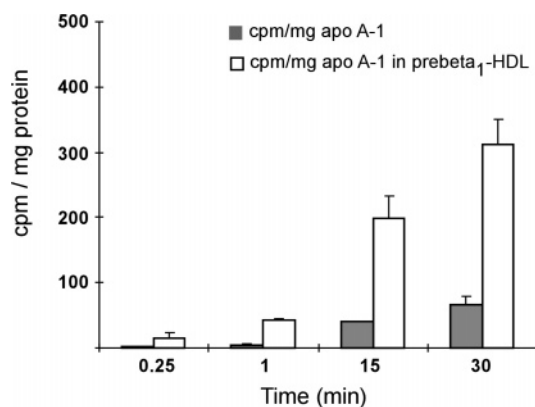 500
cpm/mg apo A-1
cpm/mg apo A-1 in prebeta1-HDL
400
300
200
100
cpm / mg protein
0.25 1 15 30
Time (min)